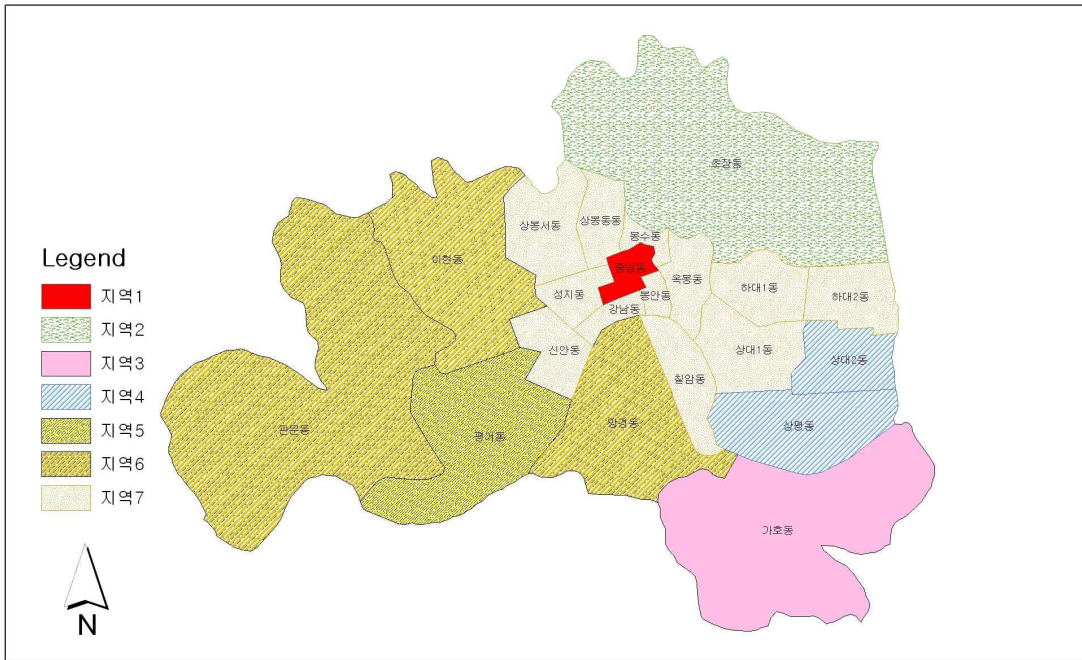 Legend
지역1
지역2
지역3
지역4
지역5
지역6
지역7
N
초장동
상봉서동
상봉동동
봉수동
이현동
중앙동
옥봉동
하대1동
하대2동
성지동
봉안동
강남동
신안동
상대1동
상대2동
칠암동
판문동
평거동
망경동
상평동
가호동